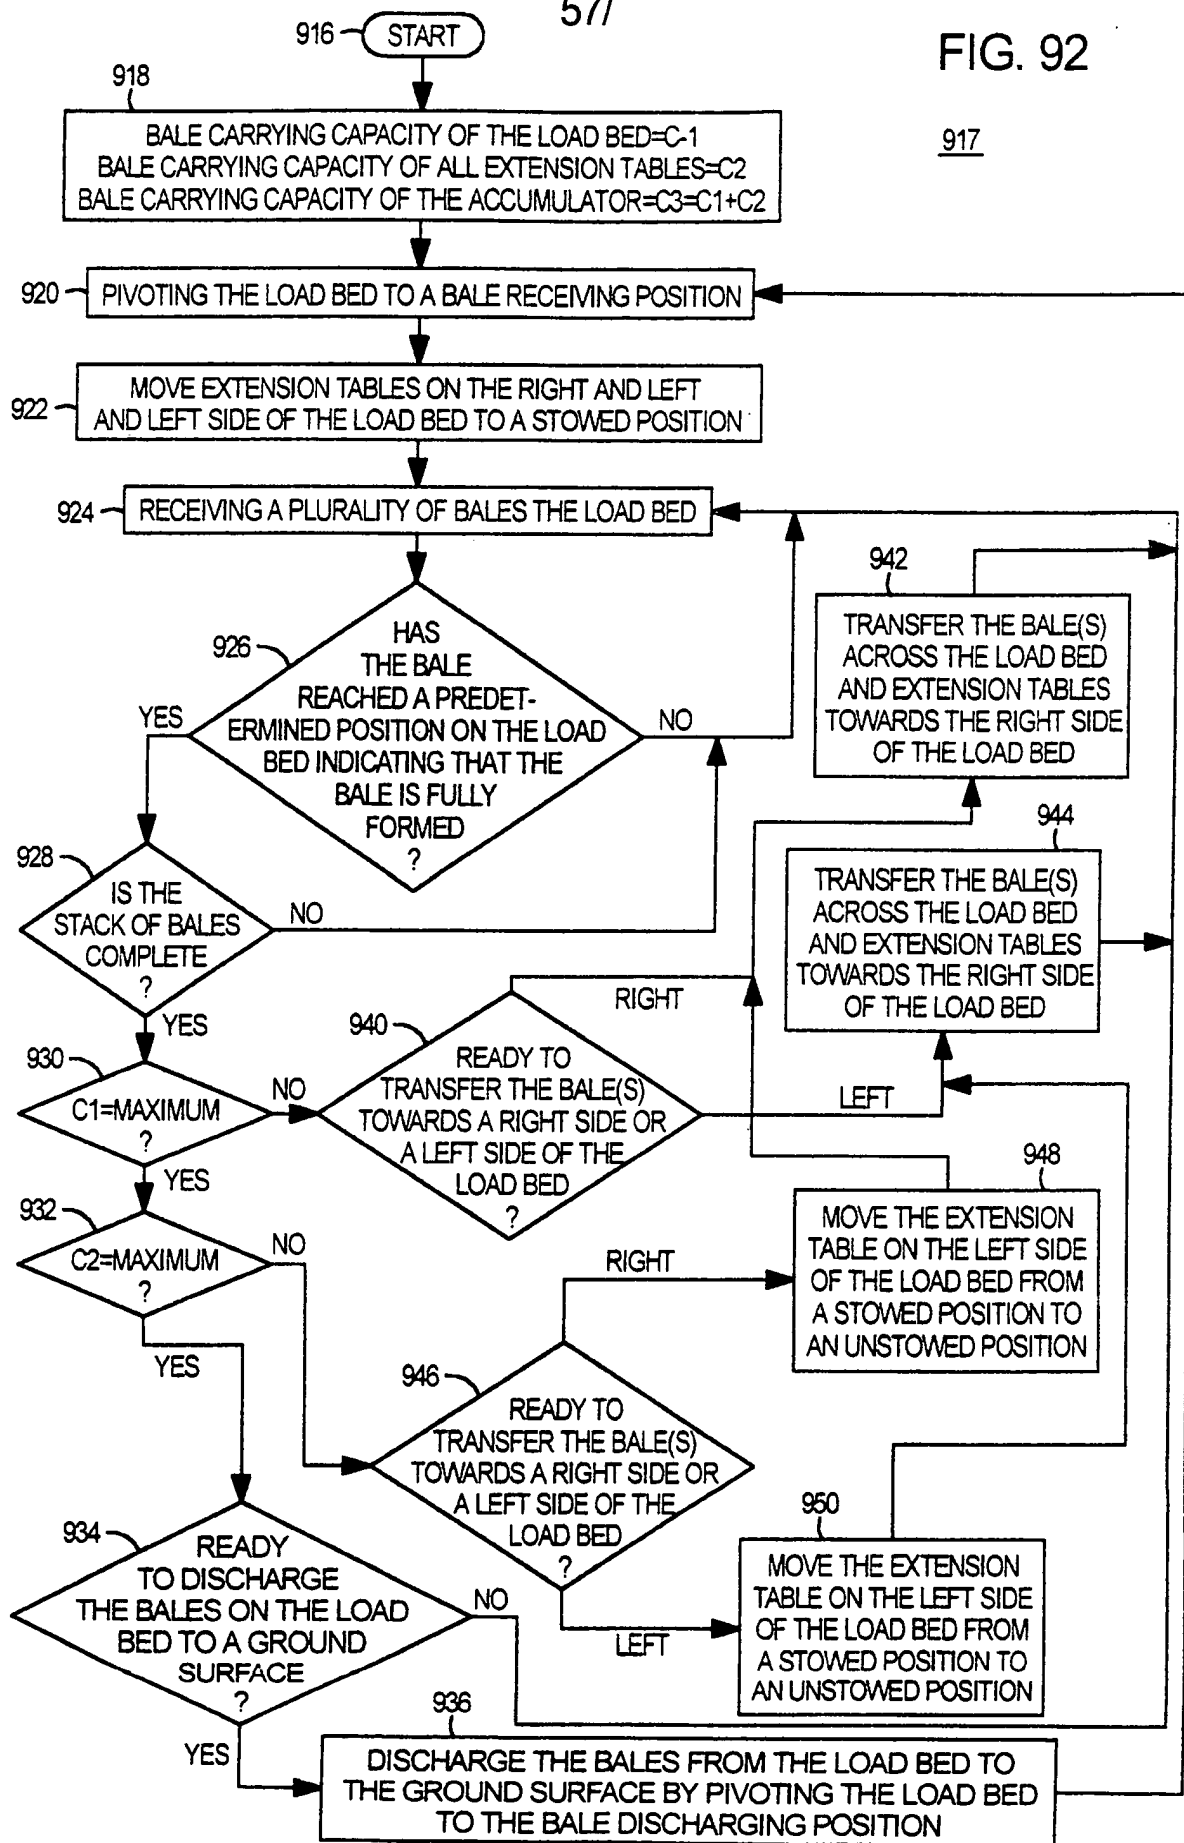 57/
FIG. 92
917
916
START
918
BALE CARRYING CAPACITY OF THE LOAD BED=C-1
BALE CARRYING CAPACITY OF ALL EXTENSION TABLES=C2
BALE CARRYING CAPACITY OF THE ACCUMULATOR=C3=C1+C2
920
PIVOTING THE LOAD BED TO A BALE RECEIVING POSITION
922
MOVE EXTENSION TABLES ON THE RIGHT AND LEFT
AND LEFT SIDE OF THE LOAD BED TO A STOWED POSITION
924
RECEIVING A PLURALITY OF BALES THE LOAD BED
926
HAS
THE BALE
REACHED A PREDET-
ERMINED POSITION ON THE LOAD
BED INDICATING THAT THE
BALE IS FULLY
FORMED
?
YES
NO
942
TRANSFER THE BALE(S)
ACROSS THE LOAD BED
AND EXTENSION TABLES
TOWARDS THE RIGHT SIDE
OF THE LOAD BED
928
IS THE
STACK OF BALES
COMPLETE
?
NO
YES
944
TRANSFER THE BALE(S)
ACROSS THE LOAD BED
AND EXTENSION TABLES
TOWARDS THE RIGHT SIDE
OF THE LOAD BED
930
C1=MAXIMUM
?
NO
YES
940
READY TO
TRANSFER THE BALE(S)
TOWARDS A RIGHT SIDE OR
A LEFT SIDE OF THE
LOAD BED
?
RIGHT
LEFT
932
C2=MAXIMUM
?
NO
YES
948
MOVE THE EXTENSION
TABLE ON THE LEFT SIDE
OF THE LOAD BED FROM
A STOWED POSITION TO
AN UNSTOWED POSITION
946
READY TO
TRANSFER THE BALE(S)
TOWARDS A RIGHT SIDE OR
A LEFT SIDE OF THE
LOAD BED
?
RIGHT
LEFT
950
MOVE THE EXTENSION
TABLE ON THE LEFT SIDE
OF THE LOAD BED FROM
A STOWED POSITION TO
AN UNSTOWED POSITION
934
READY
TO DISCHARGE
THE BALES ON THE LOAD
BED TO A GROUND
SURFACE
?
NO
YES
936
DISCHARGE THE BALES FROM THE LOAD BED TO
THE GROUND SURFACE BY PIVOTING THE LOAD BED
TO THE BALE DISCHARGING POSITION